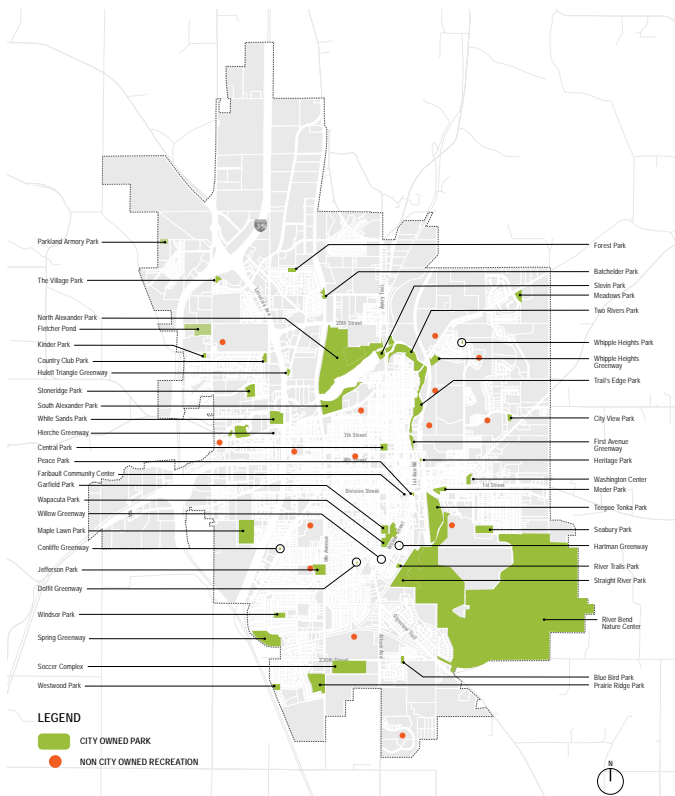 Parkland Armory Park
The Village Park
North Alexander Park
Fletcher Pond
Kinder Park
Country Club Park
Hulett Triangle Greenway
Stoneridge Park
South Alexander Park
White Sands Park
Hierche Greenway
Central Park
Peace Park
Faribault Community Center
Garfield Park
Wapacuta Park
Willow Greenway
Maple Lawn Park
Conliffe Greenway
Jefferson Park
Doffit Greenway
Windsor Park
Spring Greenway
Soccer Complex
Westwood Park
Forest Park
Batchelder Park
Slevin Park
Meadows Park
Two Rivers Park
Whipple Heights Park
Whipple Heights
Greenway
Trail's Edge Park
City View Park
First Avenue
Greenway
Heritage Park
Washington Center
Meder Park
Teepee Tonka Park
Seabury Park
Hartman Greenway
River Trails Park
Straight River Park
River Bend
Nature Center
Blue Bird Park
Prairie Ridge Park
20th Street
Division Street
1st Street
LEGEND
CITY OWNED PARK
NON CITY OWNED RECREATION
N